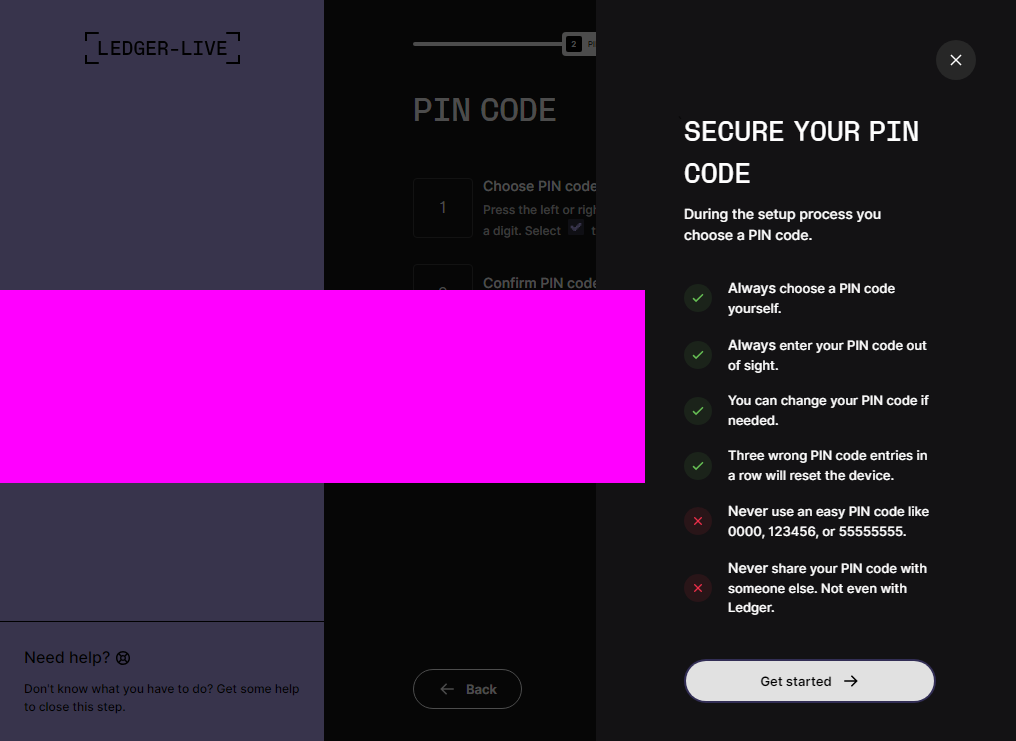 LEDGER-LIVE
2
PIN CODE
1
Choose PIN code
Press the left or
a digit. Select
Confirm PIN code
Need help?
Don't know what you have to do? Get some help
to close this step.
Back
SECURE YOUR PIN
CODE
During the setup process you
choose a PIN code.
Always choose a PIN code
yourself.
Always enter your PIN code out
of sight.
You can change your PIN code if
needed.
Three wrong PIN code entries in
a row will reset the device.
Never use an easy PIN code like
0000, 123456, or 55555555.
Never share your PIN code with
someone else. Not even with
Ledger.
Get started